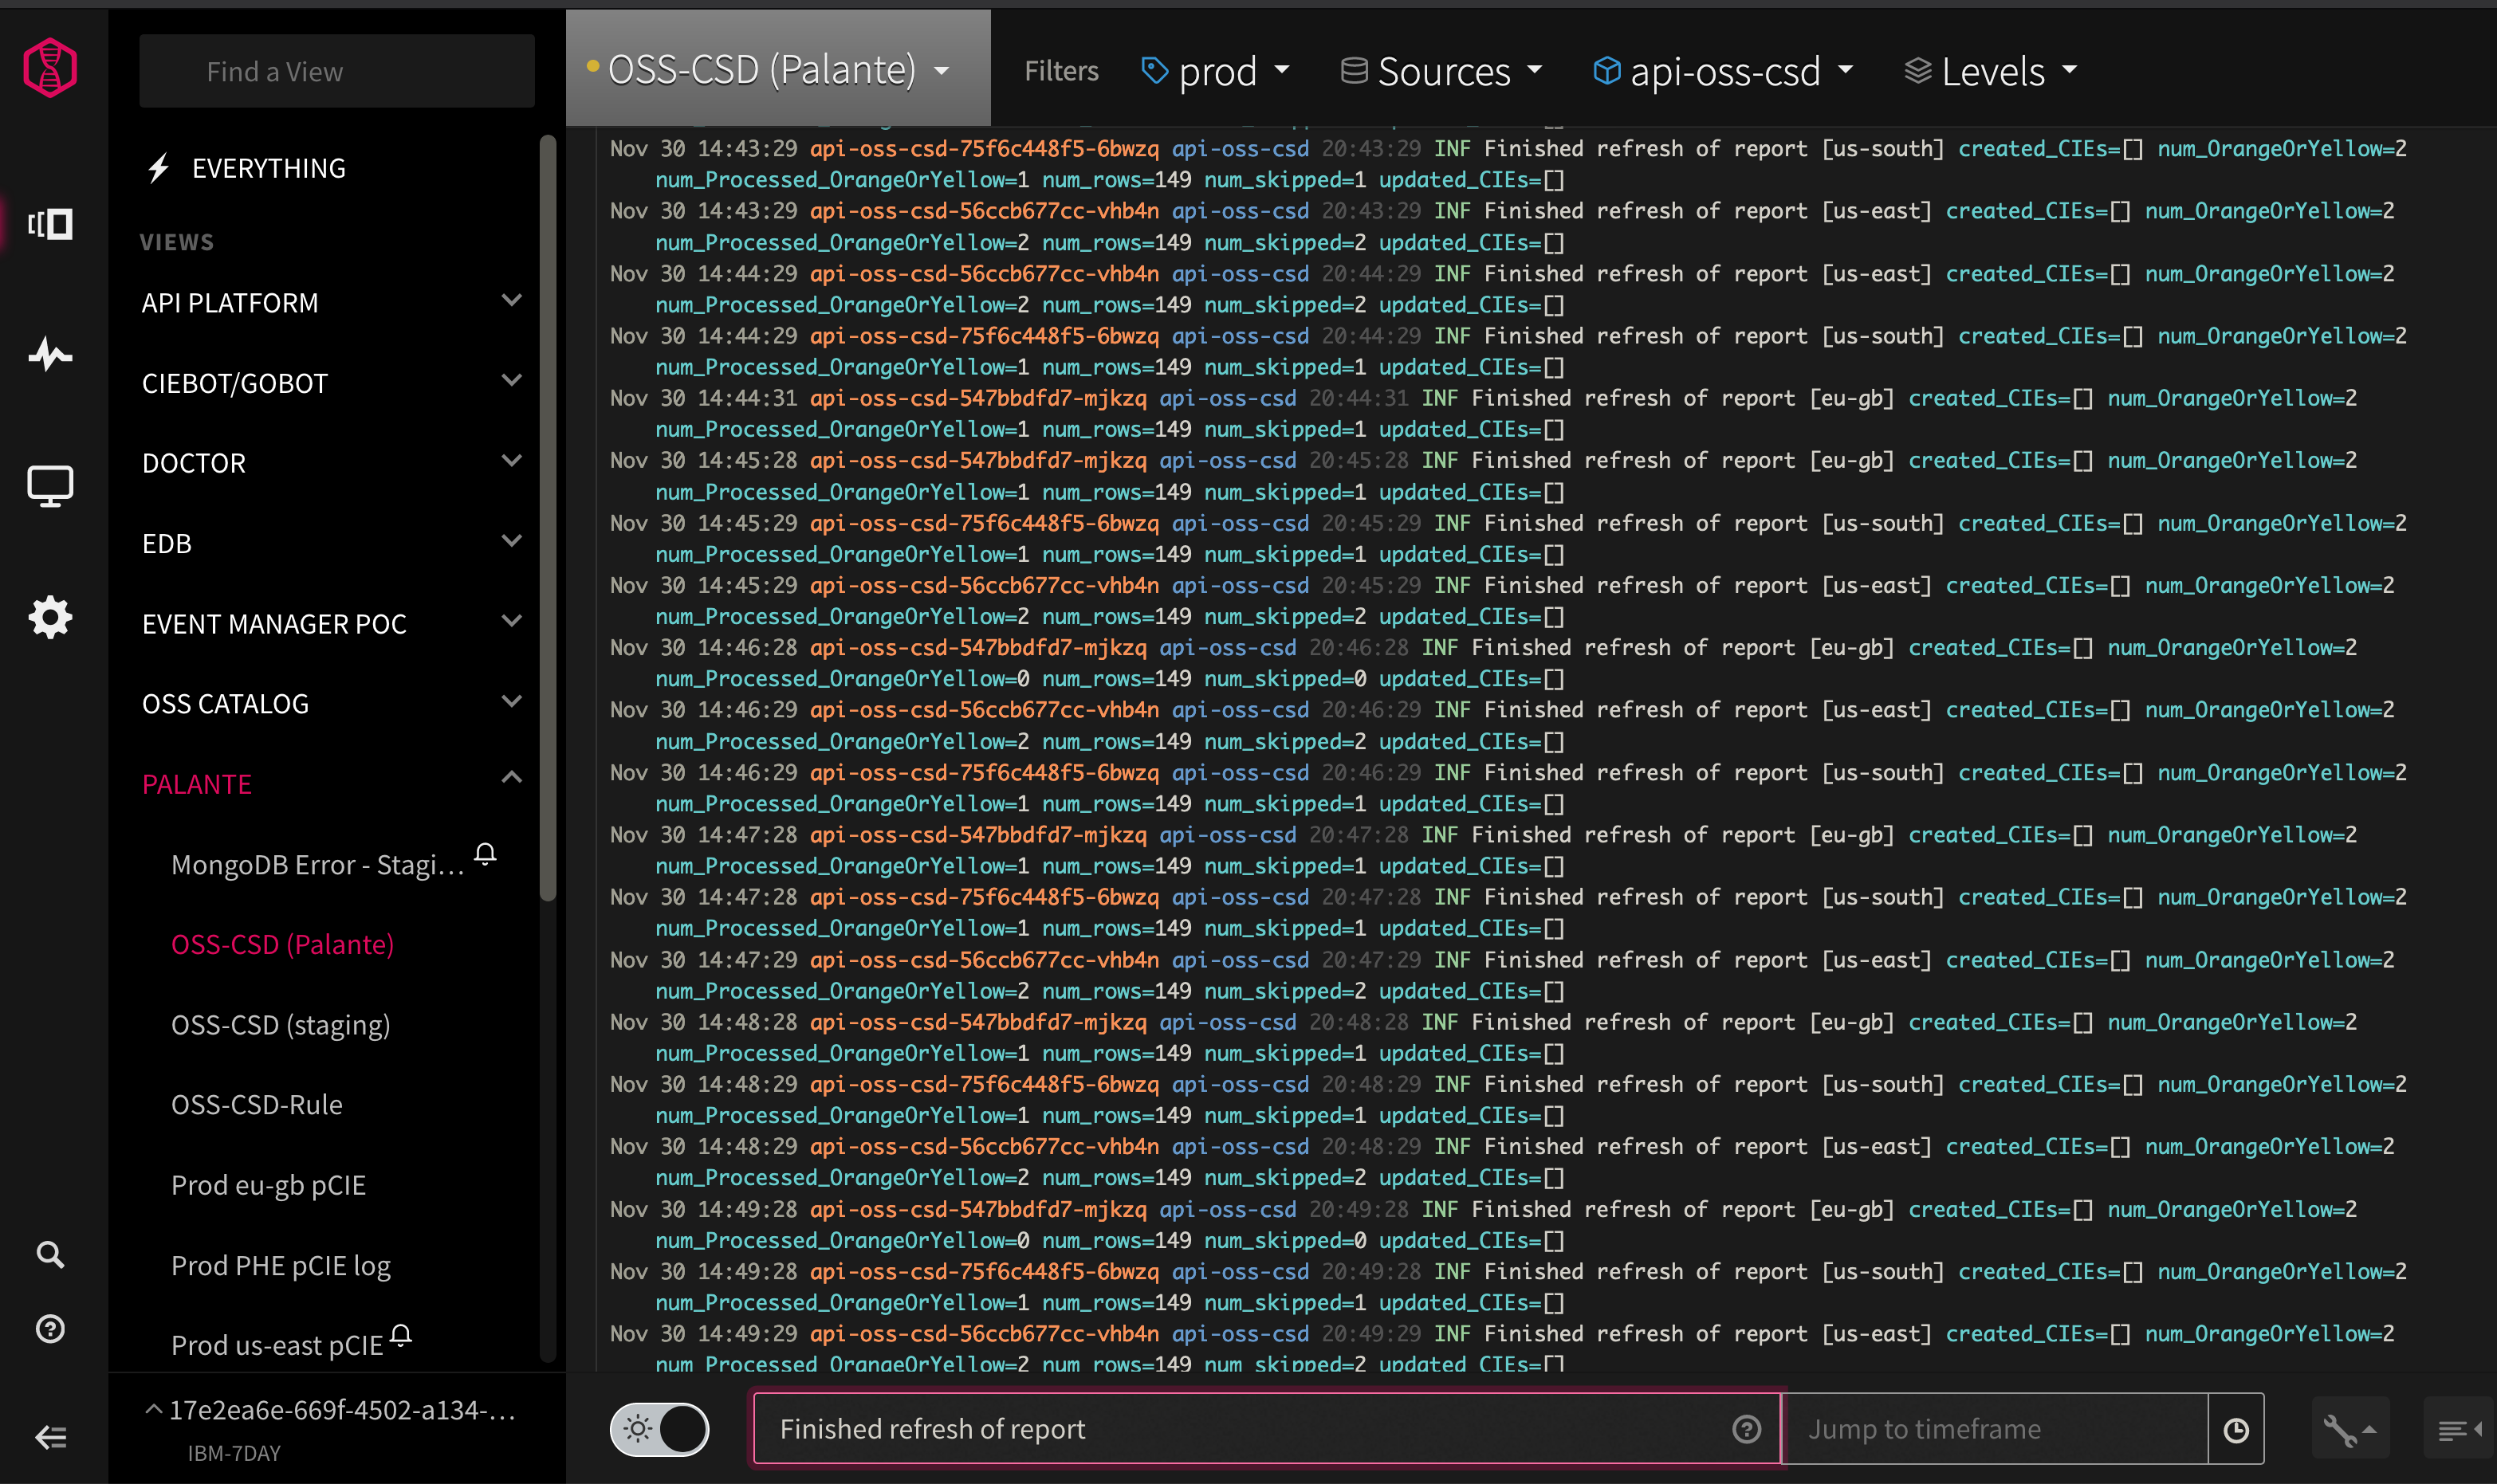 Find a View
EVERYTHING
VIEWS
API PLATFORM
CIEBOT/GOBOT
DOCTOR
EDB
EVENT MANAGER POC
OSS CATALOG
PALANTE
MongoDB Error - Stagi...
OSS-CSD (Palante)
OSS-CSD (staging)
OSS-CSD-Rule
Prod eu-gb pCIE
Prod PHE pCIE log
Prod us-east pCIE
17e2ea6e-669f-4502-a134-...
IBM-7DAY
OSS-CSD (Palante)
Filters
prod
Sources
api-oss-csd
Levels
Nov 30 14:43:29 api-oss-csd-75f6c448f5-6bwzq api-oss-csd 20:43:29 INF Finished refresh of report [us-south] created_CIEs=[] num_OrangeOrYellow=2
num_Processed_OrangeOrYellow=1 num_rows=149 num_skipped=1 updated_CIEs=[]
Nov 30 14:43:29 api-oss-csd-56ccb677cc-vhb4n api-oss-csd 20:43:29 INF Finished refresh of report [us-east] created_CIEs=[] num_OrangeOrYellow=2
num_Processed_OrangeOrYellow=2 num_rows=149 num_skipped=2 updated_CIEs=[]
Nov 30 14:44:29 api-oss-csd-56ccb677cc-vhb4n api-oss-csd 20:44:29 INF Finished refresh of report [us-east] created_CIEs=[] num_OrangeOrYellow=2
num_Processed_OrangeOrYellow=2 num_rows=149 num_skipped=2 updated_CIEs=[]
Nov 30 14:44:29 api-oss-csd-75f6c448f5-6bwzq api-oss-csd 20:44:29 INF Finished refresh of report [us-south] created_CIEs=[] num_OrangeOrYellow=2
num_Processed_OrangeOrYellow=1 num_rows=149 num_skipped=1 updated_CIEs=[]
Nov 30 14:44:31 api-oss-csd-547bbdfd7-mjkzq api-oss-csd 20:44:31 INF Finished refresh of report [eu-gb] created_CIEs=[] num_OrangeOrYellow=2
num_Processed_OrangeOrYellow=1 num_rows=149 num_skipped=1 updated_CIEs=[]
Nov 30 14:45:28 api-oss-csd-547bbdfd7-mjkzq api-oss-csd 20:45:28 INF Finished refresh of report [eu-gb] created_CIEs=[] num_OrangeOrYellow=2
num_Processed_OrangeOrYellow=1 num_rows=149 num_skipped=1 updated_CIEs=[]
Nov 30 14:45:29 api-oss-csd-75f6c448f5-6bwzq api-oss-csd 20:45:29 INF Finished refresh of report [us-south] created_CIEs=[] num_OrangeOrYellow=2
num_Processed_OrangeOrYellow=1 num_rows=149 num_skipped=1 updated_CIEs=[]
Nov 30 14:45:29 api-oss-csd-56ccb677cc-vhb4n api-oss-csd 20:45:29 INF Finished refresh of report [us-east] created_CIEs=[] num_OrangeOrYellow=2
num_Processed_OrangeOrYellow=2 num_rows=149 num_skipped=2 updated_CIEs=[]
Nov 30 14:46:28 api-oss-csd-547bbdfd7-mjkzq api-oss-csd 20:46:28 INF Finished refresh of report [eu-gb] created_CIEs=[] num_OrangeOrYellow=2
num_Processed_OrangeOrYellow=0 num_rows=149 num_skipped=0 updated_CIEs=[]
Nov 30 14:46:29 api-oss-csd-56ccb677cc-vhb4n api-oss-csd 20:46:29 INF Finished refresh of report [us-east] created_CIEs=[] num_OrangeOrYellow=2
num_Processed_OrangeOrYellow=2 num_rows=149 num_skipped=2 updated_CIEs=[]
Nov 30 14:46:29 api-oss-csd-75f6c448f5-6bwzq api-oss-csd 20:46:29 INF Finished refresh of report [us-south] created_CIEs=[] num_OrangeOrYellow=2
num_Processed_OrangeOrYellow=1 num_rows=149 num_skipped=1 updated_CIEs=[]
Nov 30 14:47:28 api-oss-csd-547bbdfd7-mjkzq api-oss-csd 20:47:28 INF Finished refresh of report [eu-gb] created_CIEs=[] num_OrangeOrYellow=2
num_Processed_OrangeOrYellow=1 num_rows=149 num_skipped=1 updated_CIEs=[]
Nov 30 14:47:28 api-oss-csd-75f6c448f5-6bwzq api-oss-csd 20:47:28 INF Finished refresh of report [us-south] created_CIEs=[] num_OrangeOrYellow=2
num_Processed_OrangeOrYellow=1 num_rows=149 num_skipped=1 updated_CIEs=[]
Nov 30 14:47:29 api-oss-csd-56ccb677cc-vhb4n api-oss-csd 20:47:29 INF Finished refresh of report [us-east] created_CIEs=[] num_OrangeOrYellow=2
num_Processed_OrangeOrYellow=2 num_rows=149 num_skipped=2 updated_CIEs=[]
Nov 30 14:48:28 api-oss-csd-547bbdfd7-mjkzq api-oss-csd 20:48:28 INF Finished refresh of report [eu-gb] created_CIEs=[] num_OrangeOrYellow=2
num_Processed_OrangeOrYellow=1 num_rows=149 num_skipped=1 updated_CIEs=[]
Nov 30 14:48:29 api-oss-csd-75f6c448f5-6bwzq api-oss-csd 20:48:29 INF Finished refresh of report [us-south] created_CIEs=[] num_OrangeOrYellow=2
num_Processed_OrangeOrYellow=1 num_rows=149 num_skipped=1 updated_CIEs=[]
Nov 30 14:48:29 api-oss-csd-56ccb677cc-vhb4n api-oss-csd 20:48:29 INF Finished refresh of report [us-east] created_CIEs=[] num_OrangeOrYellow=2
num_Processed_OrangeOrYellow=2 num_rows=149 num_skipped=2 updated_CIEs=[]
Nov 30 14:49:28 api-oss-csd-547bbdfd7-mjkzq api-oss-csd 20:49:28 INF Finished refresh of report [eu-gb] created_CIEs=[] num_OrangeOrYellow=2
num_Processed_OrangeOrYellow=0 num_rows=149 num_skipped=0 updated_CIEs=[]
Nov 30 14:49:28 api-oss-csd-75f6c448f5-6bwzq api-oss-csd 20:49:28 INF Finished refresh of report [us-south] created_CIEs=[] num_OrangeOrYellow=2
num_Processed_OrangeOrYellow=1 num_rows=149 num_skipped=1 updated_CIEs=[]
Nov 30 14:49:29 api-oss-csd-56ccb677cc-vhb4n api-oss-csd 20:49:29 INF Finished refresh of report [us-east] created_CIEs=[] num_OrangeOrYellow=2
num_Processed_OrangeOrYellow=2 num_rows=149 num_skipped=2 updated_CIEs=[]
Finished refresh of report
Jump to timeframe